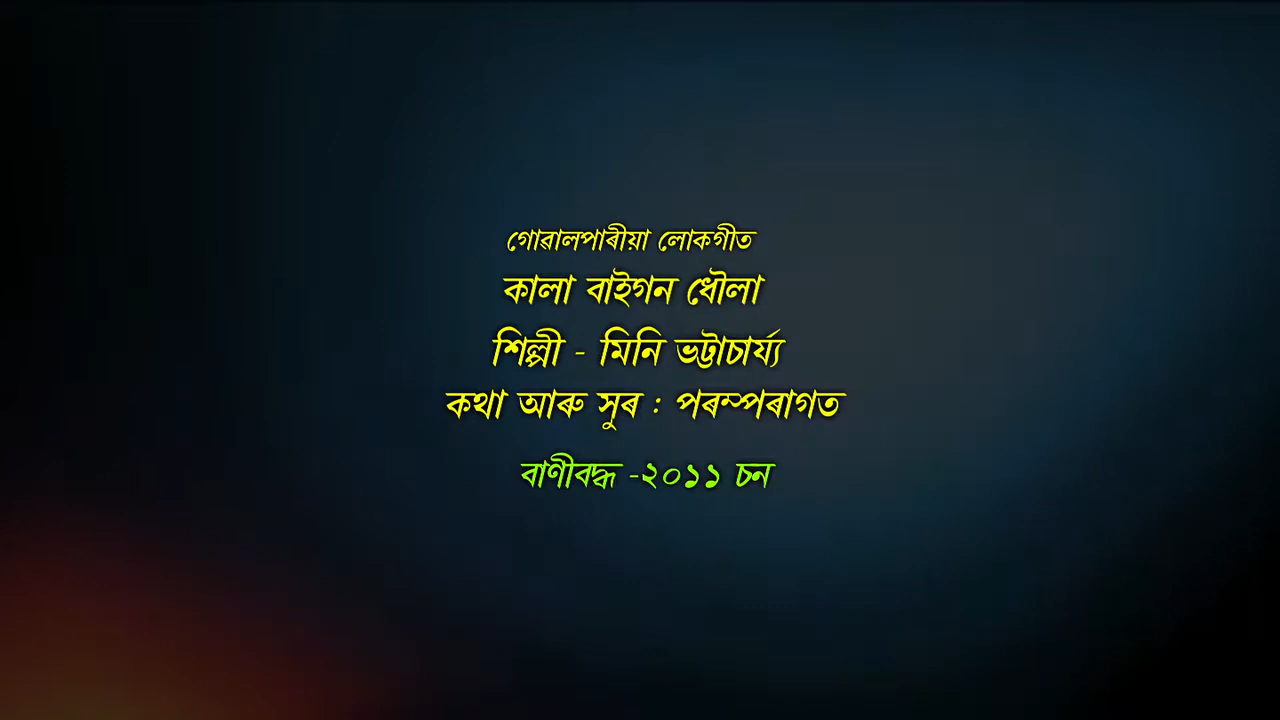 গোৱালপাৰীয়া লোকগীত
কালা বাইগন ধৌলা
শিল্পী - মিনি ভট্টাচাৰ্য্য
কথা আৰু সুৰ : পৰম্পৰাগত
বাণীবদ্ধ -২০১১ চন